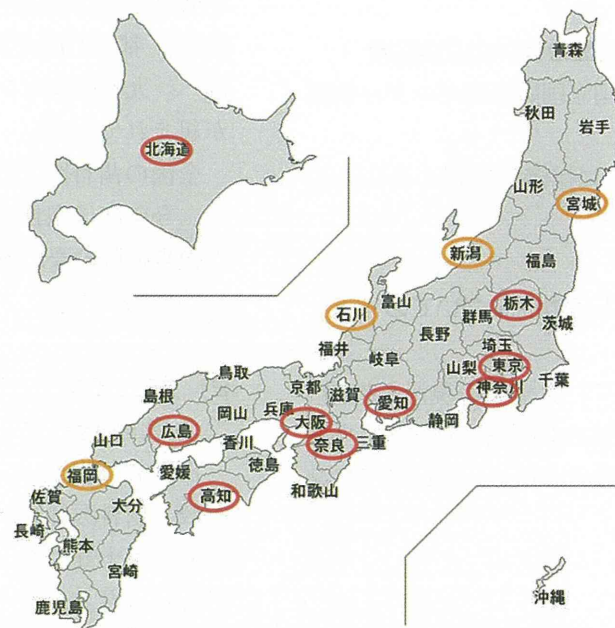 青森
秋田
岩手
北海道
山形
宮城
新潟
福島
石川
富山
栃木
群馬
茨城
長野
埼玉
福井
岐阜
山梨
東京
鳥取
京都
滋賀
神奈川
千葉
島根
兵庫
愛知
岡山
大阪
静岡
広島
山口
香川
奈良
三重
福岡
愛媛
徳島
佐賀
高知
和歌山
大分
長崎
熊本
宮崎
鹿児島
沖縄